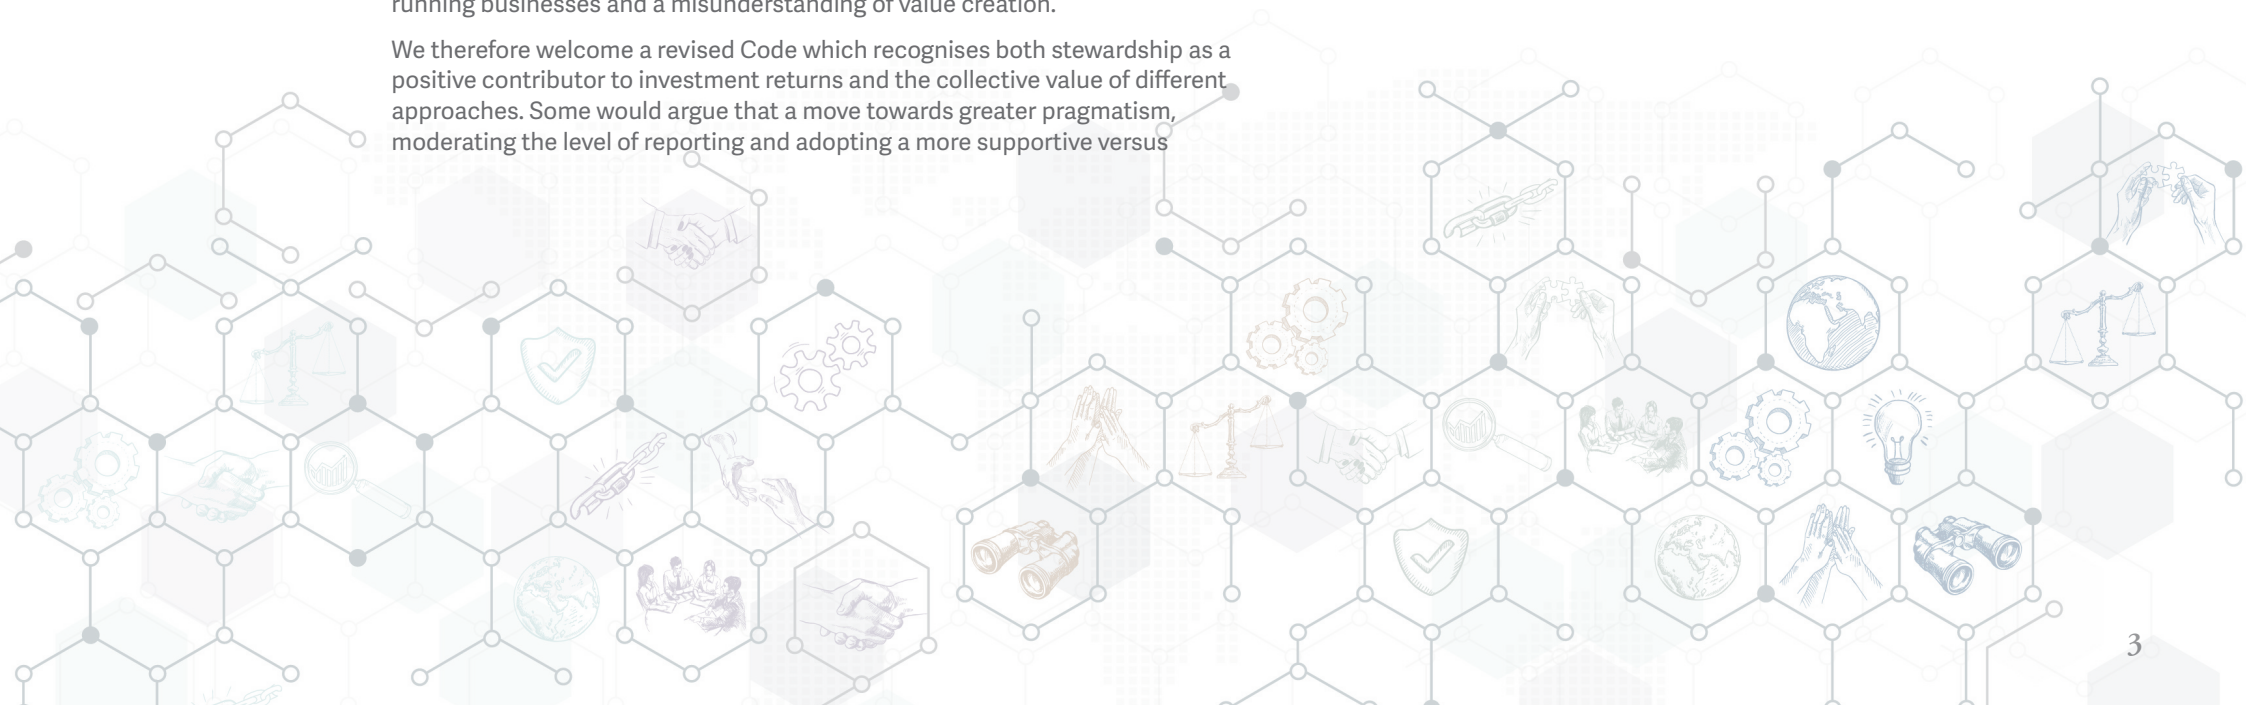 running businesses and a misunderstanding of value creation.
We therefore welcome a revised Code which recognises both stewardship as a
positive contributor to investment returns and the collective value of different
approaches. Some would argue that a move towards greater pragmatism,
moderating the level of reporting and adopting a more supportive versus
3